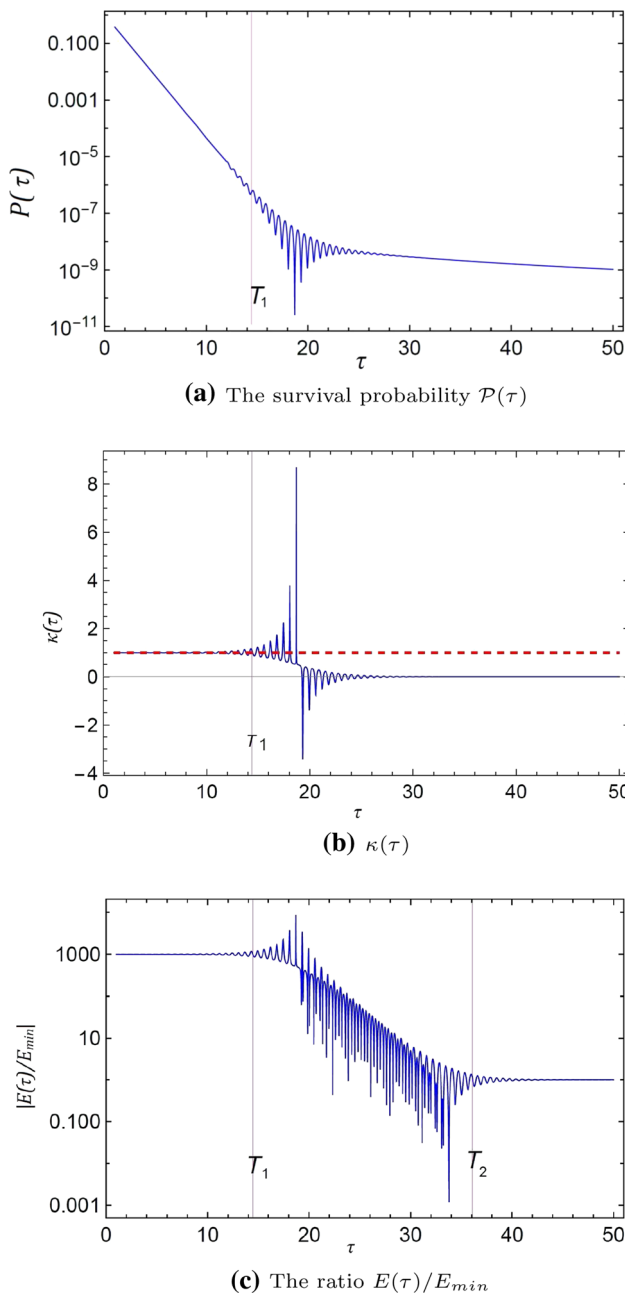 0.100
0.001
10⁻⁵
10⁻⁷
10⁻⁹
10⁻¹¹
P(τ)
T₁
0 10 20 30 40 50
τ
(a) The survival probability 𝒫(τ)
8
6
4
2
0
−2
−4
κ(τ)
T₁
0 10 20 30 40 50
τ
(b) κ(τ)
1000
10
0.100
0.001
|E(τ)/E_min|
T₁ T₂
0 10 20 30 40 50
τ
(c) The ratio E(τ)/E_min